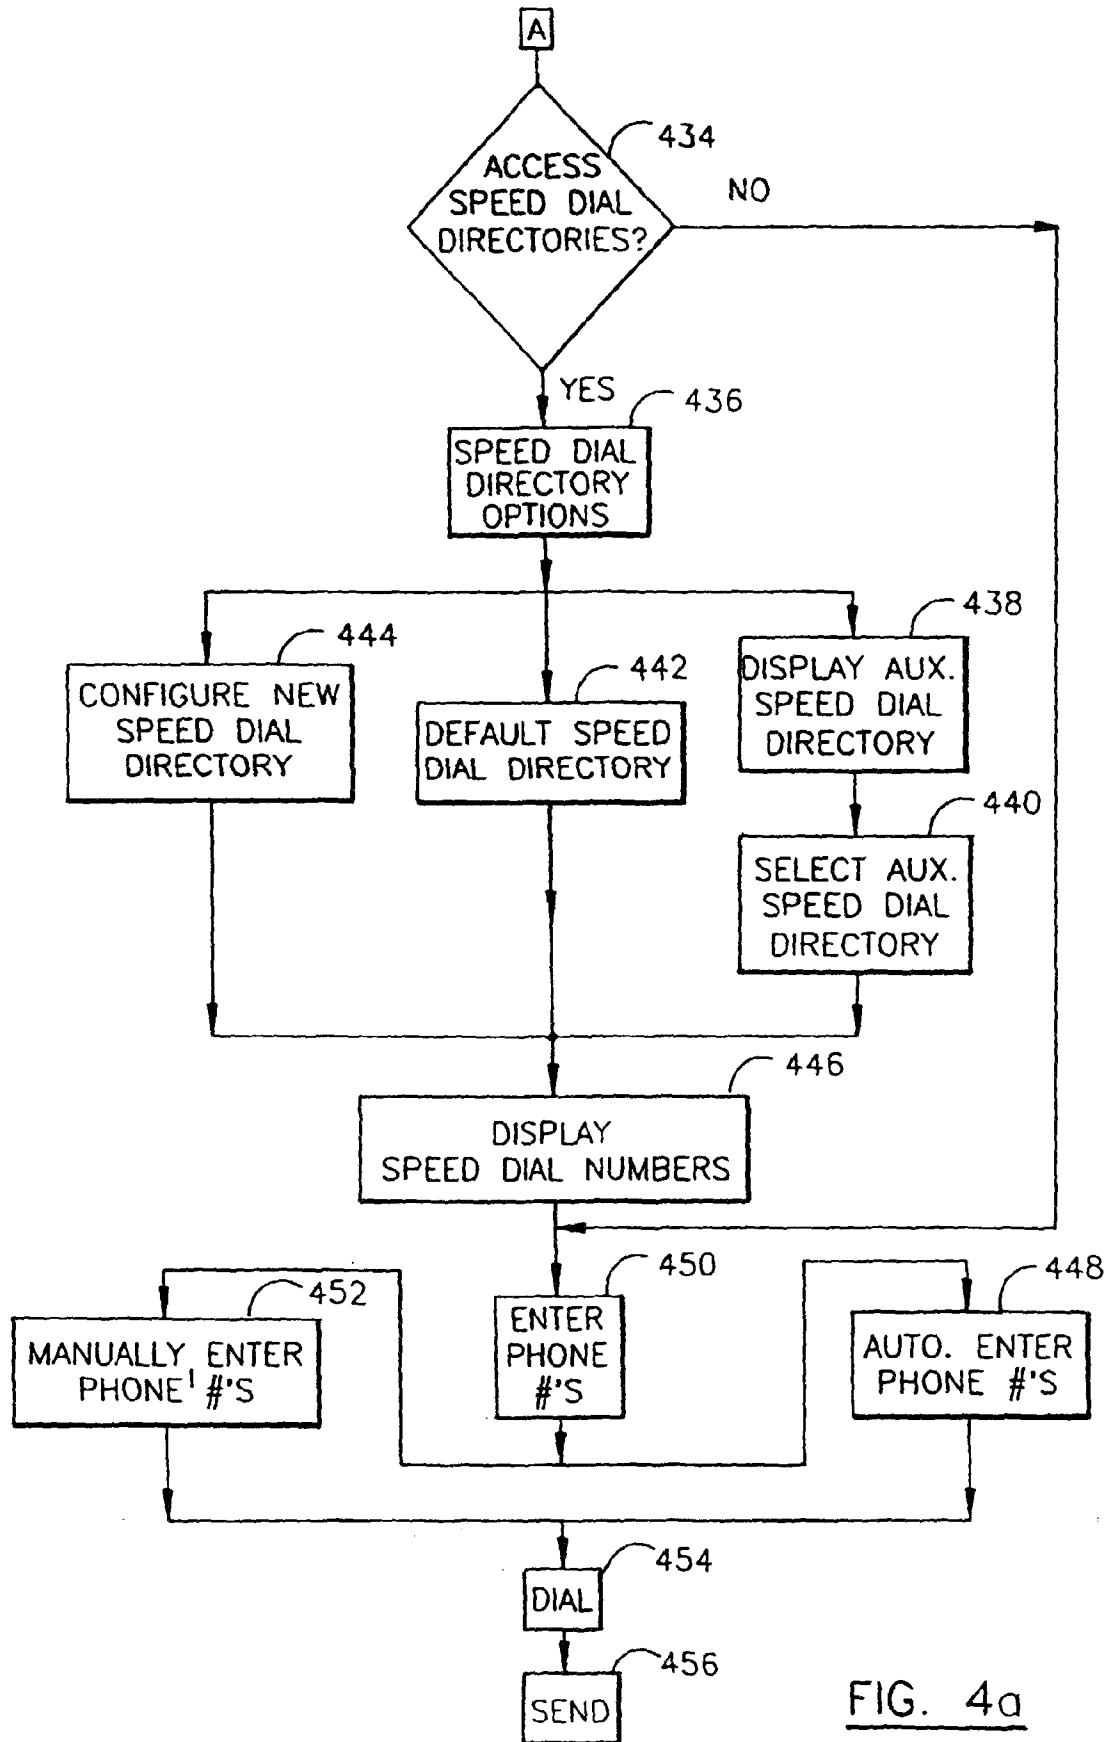 A
434
ACCESS
SPEED DIAL
DIRECTORIES?
NO
YES
436
SPEED DIAL
DIRECTORY
OPTIONS
444
CONFIGURE NEW
SPEED DIAL
DIRECTORY
442
DEFAULT SPEED
DIAL DIRECTORY
438
DISPLAY AUX.
SPEED DIAL
DIRECTORY
440
SELECT AUX.
SPEED DIAL
DIRECTORY
446
DISPLAY
SPEED DIAL NUMBERS
452
MANUALLY ENTER
PHONE #'S
450
ENTER
PHONE
#'S
448
AUTO. ENTER
PHONE #'S
454
DIAL
456
SEND
FIG. 4a